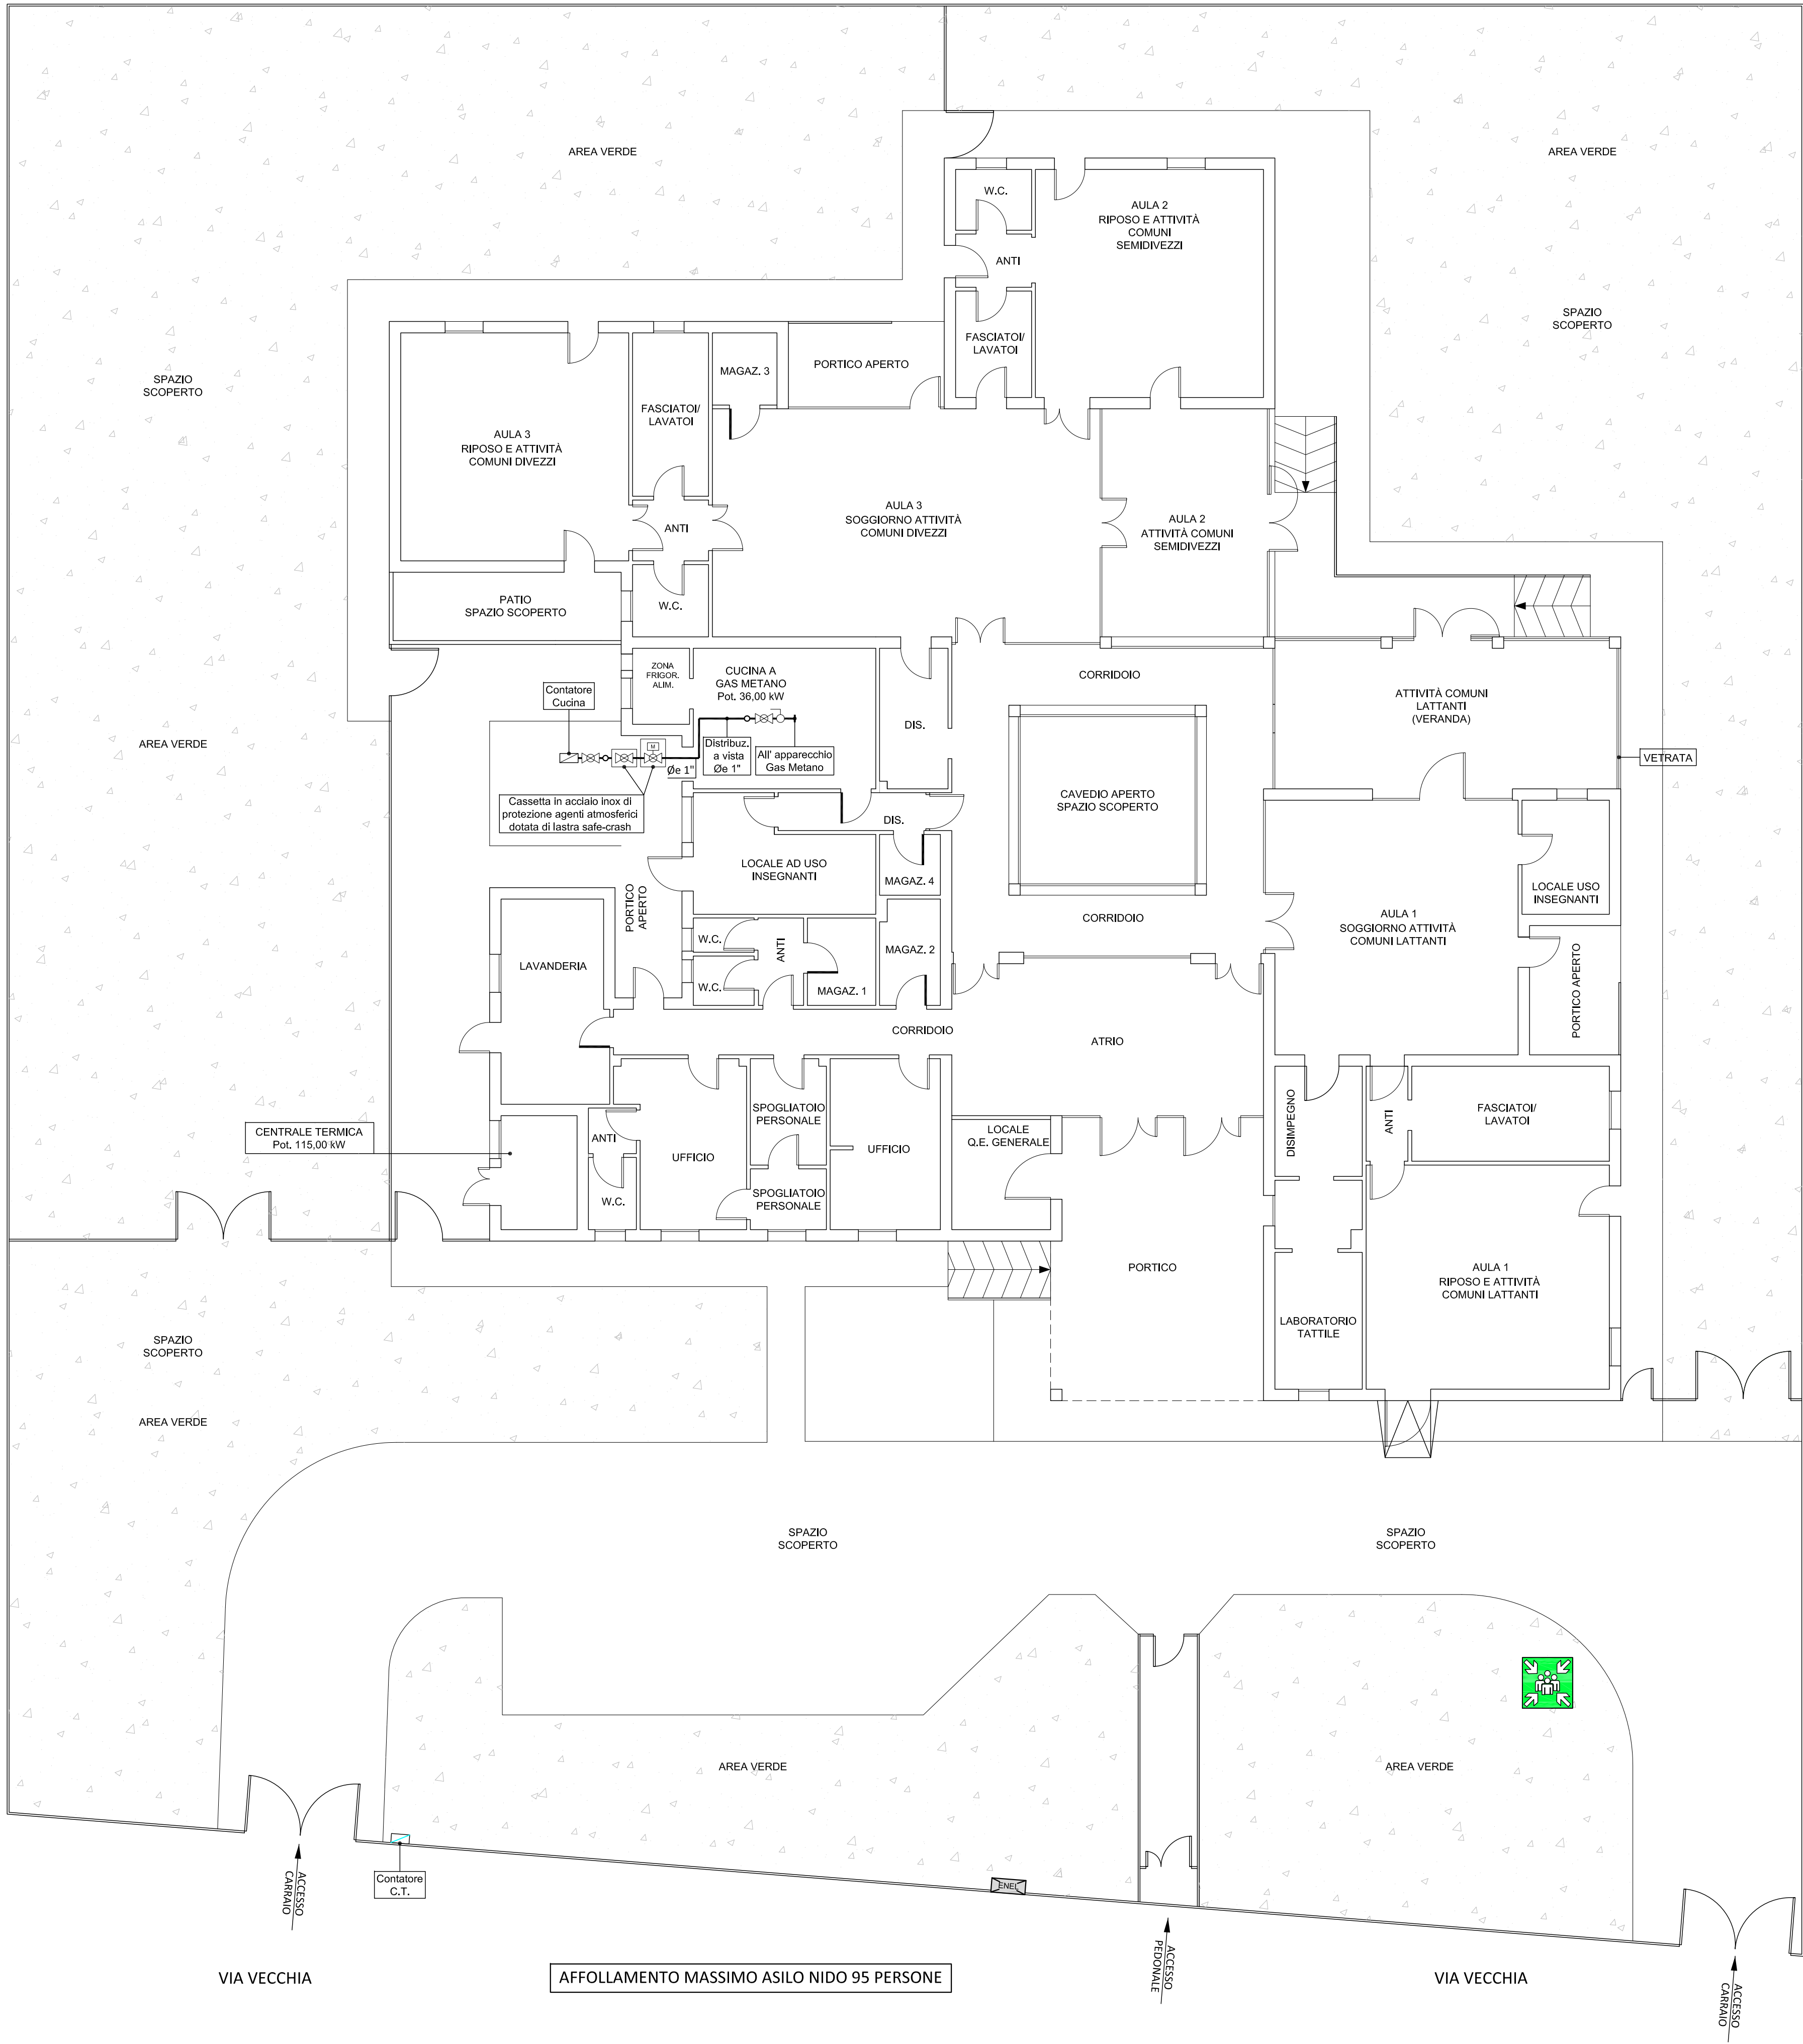 AREA VERDE
AREA VERDE
W.C.
AULA 2
RIPOSO E ATTIVITÀ
COMUNI
SEMIDIVEZZI
ANTI
FASCIATOI/
LAVATOI
SPAZIO
SCOPERTO
SPAZIO
SCOPERTO
PORTICO APERTO
MAGAZ. 3
FASCIATOI/
LAVATOI
AULA 3
RIPOSO E ATTIVITÀ
COMUNI DIVEZZI
ANTI
AULA 3
SOGGIORNO ATTIVITÀ
COMUNI DIVEZZI
AULA 2
ATTIVITÀ COMUNI
SEMIDIVEZZI
PATIO
SPAZIO SCOPERTO
W.C.
ZONA
FRIGOR.
ALIM.
CUCINA A
GAS METANO
Pot. 36,00 kW
CORRIDOIO
ATTIVITÀ COMUNI
LATTANTI
(VERANDA)
Contatore
Cucina
DIS.
AREA VERDE
M
Distribuz.
a vista
Øe 1"
All' apparecchio
Gas Metano
Øe 1"
VETRATA
Cassetta in acciaio inox di
protezione agenti atmosferici
dotata di lastra safe-crash
CAVEDIO APERTO
SPAZIO SCOPERTO
DIS.
LOCALE AD USO
INSEGNANTI
MAGAZ. 4
PORTICO
APERTO
LOCALE USO
INSEGNANTI
CORRIDOIO
AULA 1
SOGGIORNO ATTIVITÀ
COMUNI LATTANTI
W.C.
ANTI
MAGAZ. 2
LAVANDERIA
W.C.
MAGAZ. 1
PORTICO APERTO
CORRIDOIO
ATRIO
SPOGLIATOIO
PERSONALE
LOCALE
Q.E. GENERALE
DISIMPEGNO
ANTI
FASCIATOI/
LAVATOI
CENTRALE TERMICA
Pot. 115,00 kW
ANTI
UFFICIO
UFFICIO
W.C.
SPOGLIATOIO
PERSONALE
PORTICO
AULA 1
RIPOSO E ATTIVITÀ
COMUNI LATTANTI
LABORATORIO
TATTILE
SPAZIO
SCOPERTO
AREA VERDE
SPAZIO
SCOPERTO
SPAZIO
SCOPERTO
AREA VERDE
AREA VERDE
ACCESSO
CARRAIO
Contatore
C.T.
ENEL
ACCESSO
PEDONALE
ACCESSO
CARRAIO
VIA VECCHIA
AFFOLLAMENTO MASSIMO ASILO NIDO 95 PERSONE
VIA VECCHIA